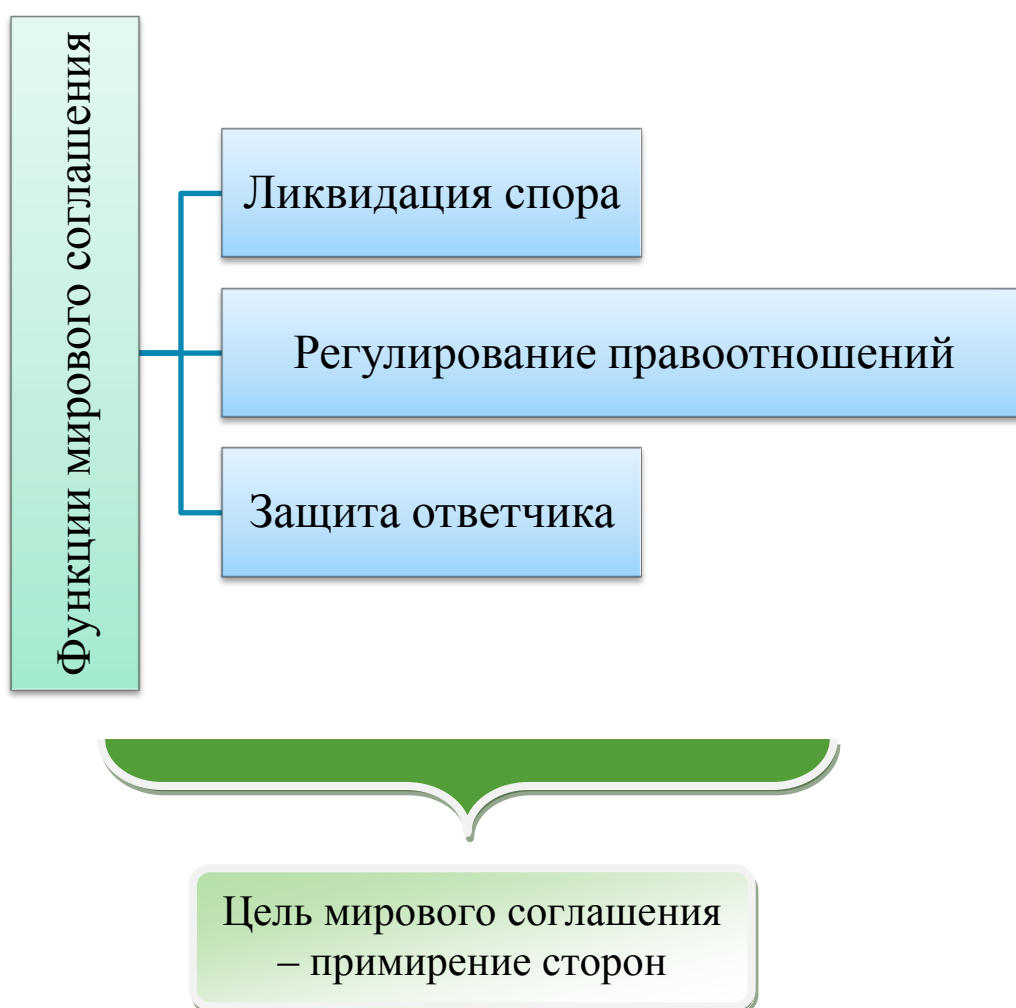 Функции мирового соглашения
Ликвидация спора
Регулирование правоотношений
Защита ответчика
Цель мирового соглашения
– примирение сторон